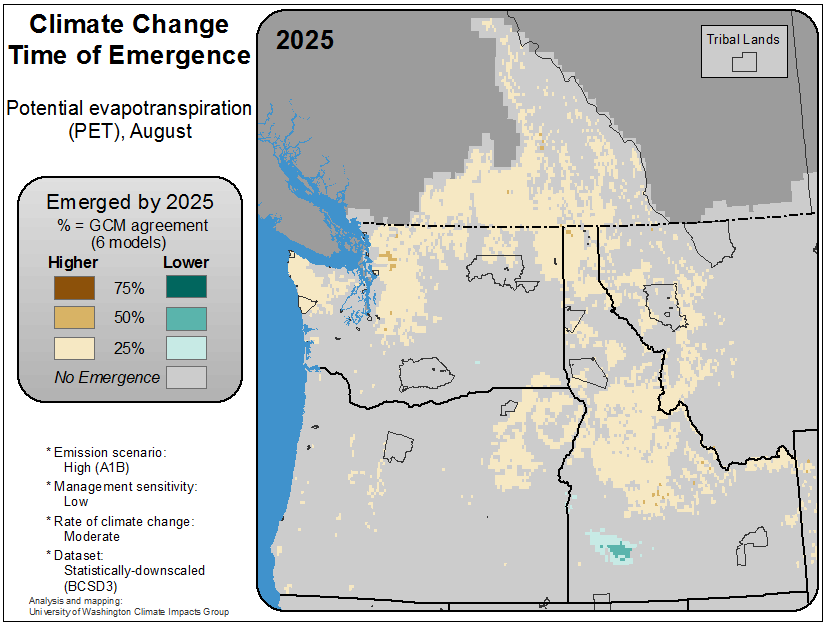 Climate Change
Time of Emergence
Potential evapotranspiration
(PET), August
Emerged by 2025
% = GCM agreement
(6 models)
Higher Lower
75%
50%
25%
No Emergence
* Emission scenario:
High (A1B)
* Management sensitivity:
Low
* Rate of climate change:
Moderate
* Dataset:
Statistically-downscaled
(BCSD3)
Analysis and mapping:
University of Washington Climate Impacts Group
2025
Tribal Lands